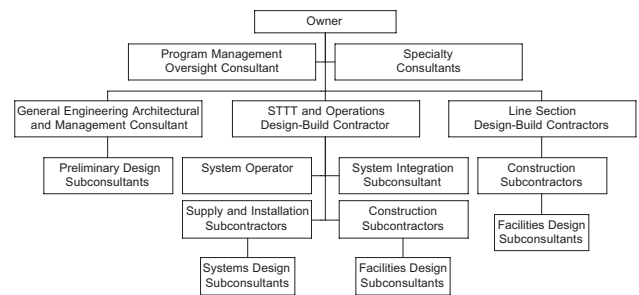 Owner
Program Management
Oversight Consultant
Specialty
Consultants
General Engineering Architectural
and Management Consultant
STTT and Operations
Design-Build Contractor
Line Section
Design-Build Contractors
Preliminary Design
Subconsultants
System Operator
System Integration
Subconsultant
Construction
Subcontractors
Supply and Installation
Subcontractors
Construction
Subcontractors
Facilities Design
Subconsultants
Systems Design
Subconsultants
Facilities Design
Subconsultants